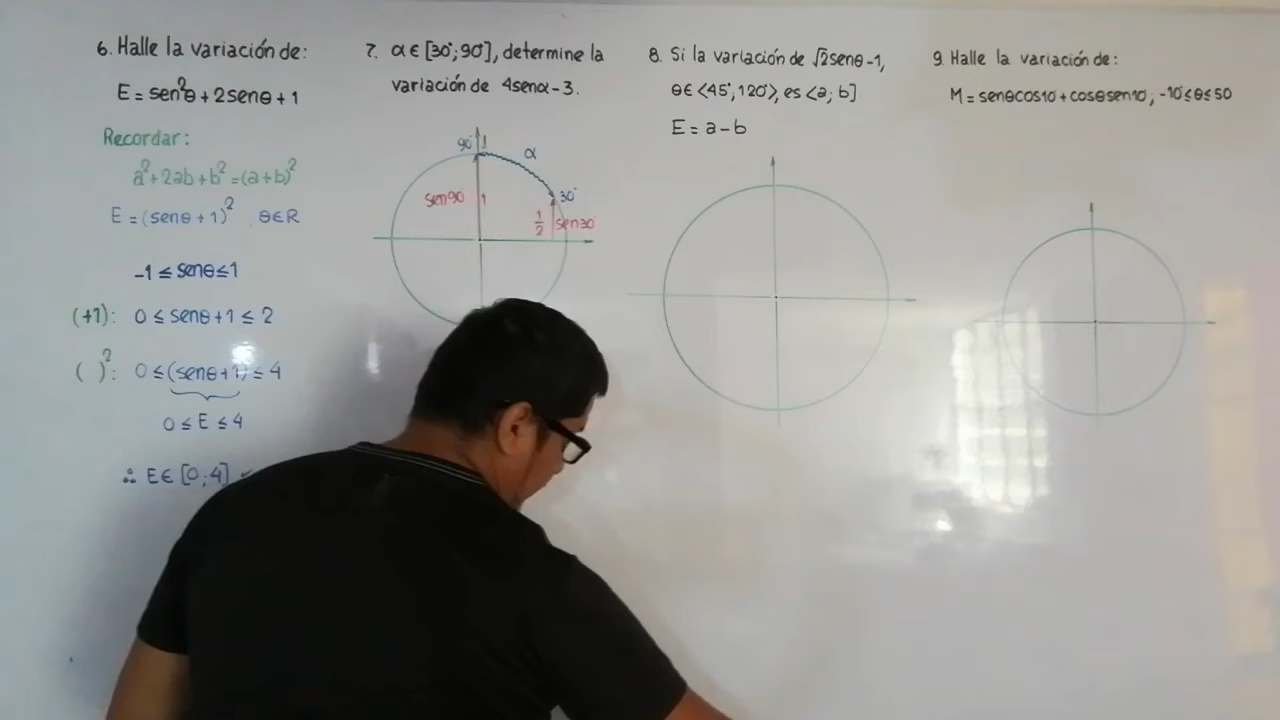 6. Halle la variación de:
E = sen²θ + 2senθ + 1
Recordar:
a² + 2ab + b² = (a+b)²
E = (senθ + 1)² θ∈R
-1 ≤ senθ ≤ 1
(+1): 0 ≤ senθ + 1 ≤ 2
( )²: 0 ≤ (senθ + 1) ≤ 4
0 ≤ E ≤ 4
∴ E∈ [0; 4]
7. α∈[30°; 90°], determine la
variación de 4senα - 3.
90° 1
α
sen90 1
30°
1/2 sen30°
8. Si la variación de √2senθ - 1,
θ∈<45°, 120°>, es <a; b]
E = a - b
9. Halle la variación de:
M = senθcos10° + cosθsen10°, -10° ≤ θ ≤ 50